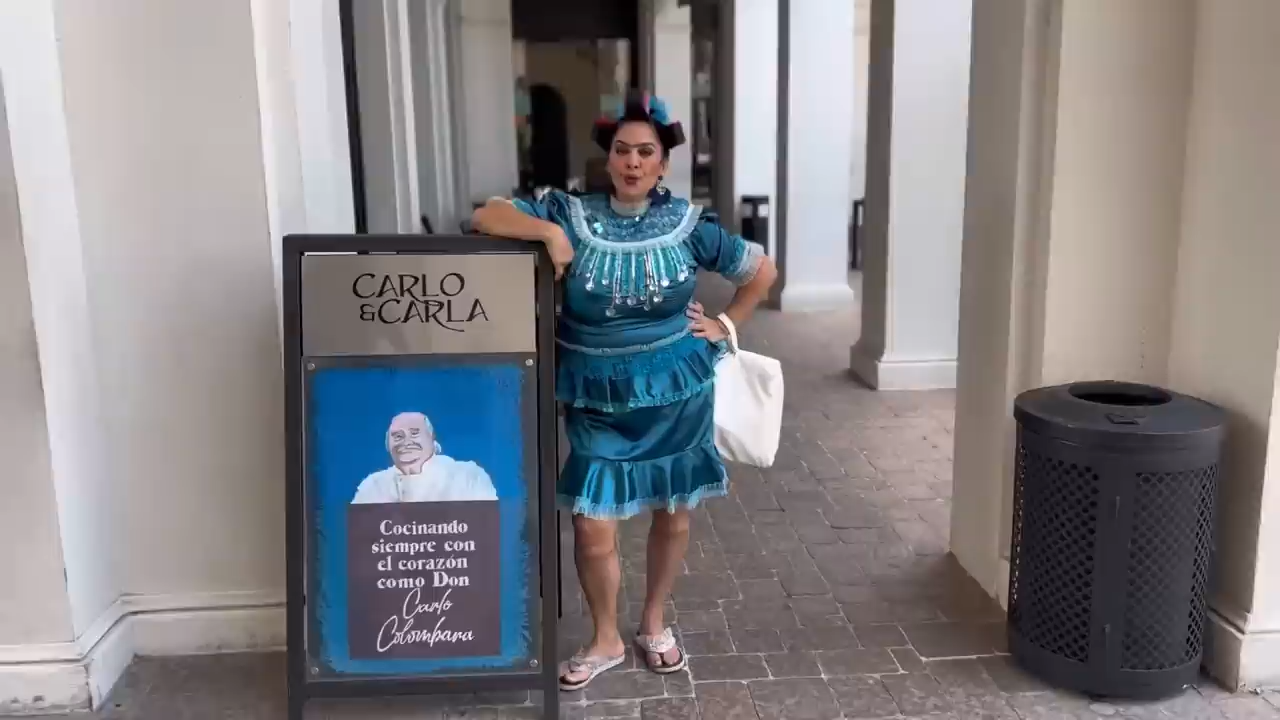 CARLO
&CARLA
Cocinando
siempre con
el corazón
como Don
Carlo
Colombara